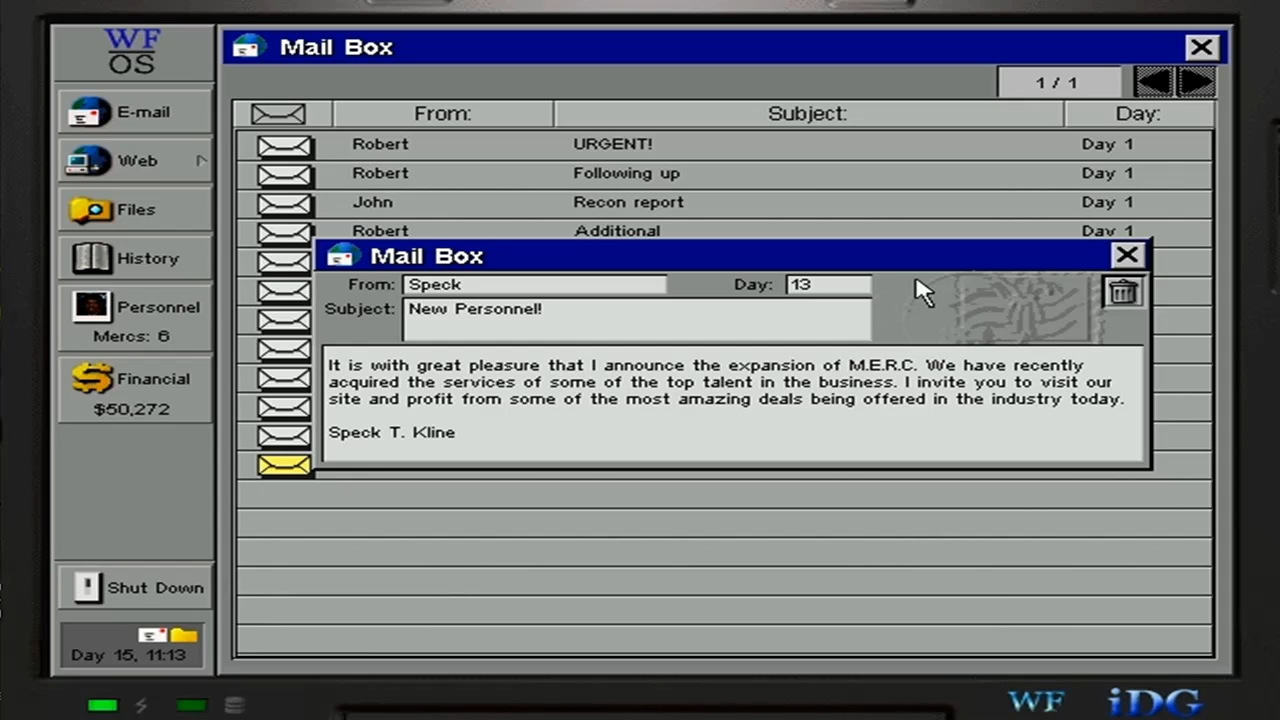 WF
OS
Mail Box
1 / 1
E-mail
From:
Subject:
Day:
Robert
URGENT!
Day 1
Web
Robert
Following up
Day 1
Files
John
Recon report
Day 1
Robert
Additional
Day 1
History
Personnel
Mercs: 6
Financial
$50,272
Shut Down
Day 15, 11:13
Mail Box
From: Speck
Day: 13
Subject: New Personnel!
It is with great pleasure that I announce the expansion of M.E.R.C. We have recently
acquired the services of some of the top talent in the business. I invite you to visit our
site and profit from some of the most amazing deals being offered in the industry today.
Speck T. Kline
WF
iDG